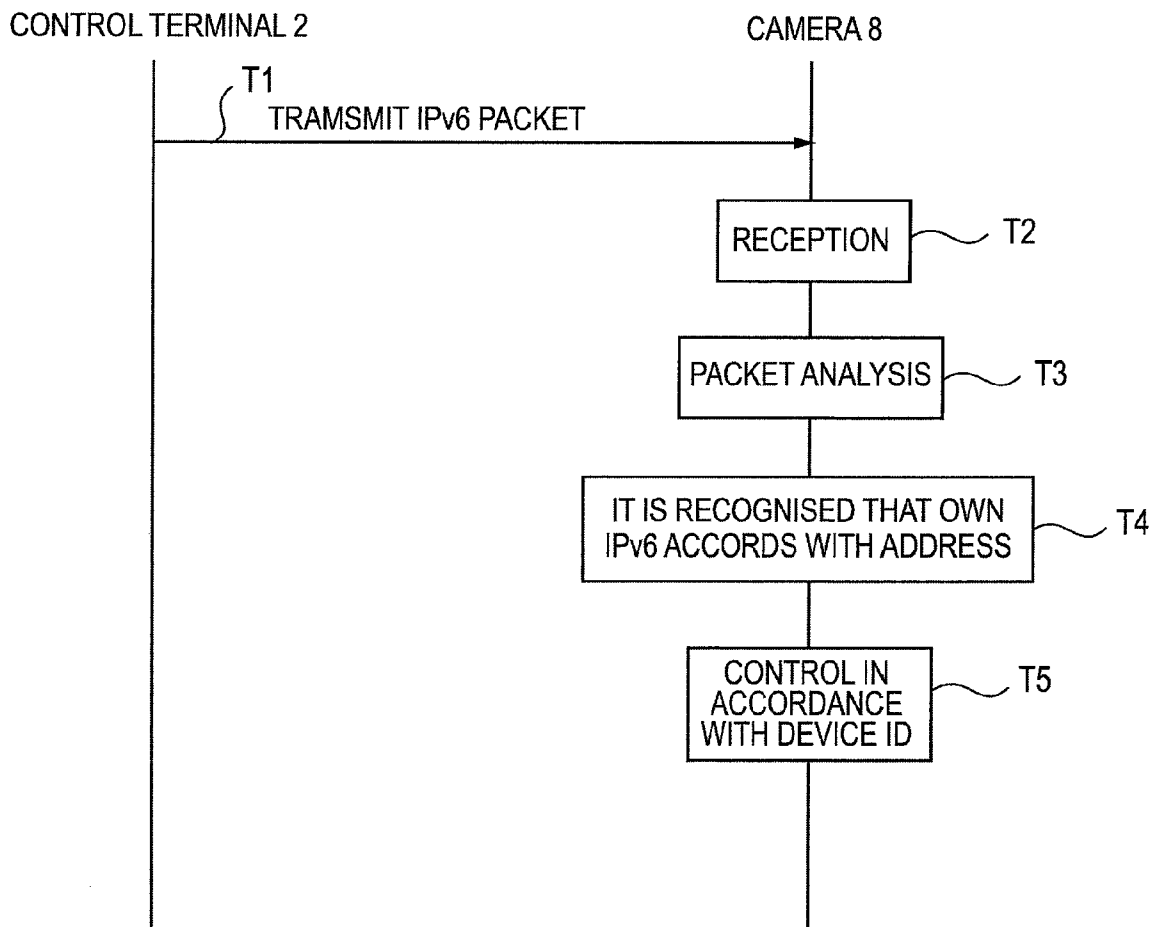 CONTROL TERMINAL 2
CAMERA 8
T1
TRAMSMIT IPv6 PACKET
RECEPTION
T2
PACKET ANALYSIS
T3
IT IS RECOGNISED THAT OWN
IPv6 ACCORDS WITH ADDRESS
T4
CONTROL IN
ACCORDANCE
WITH DEVICE ID
T5